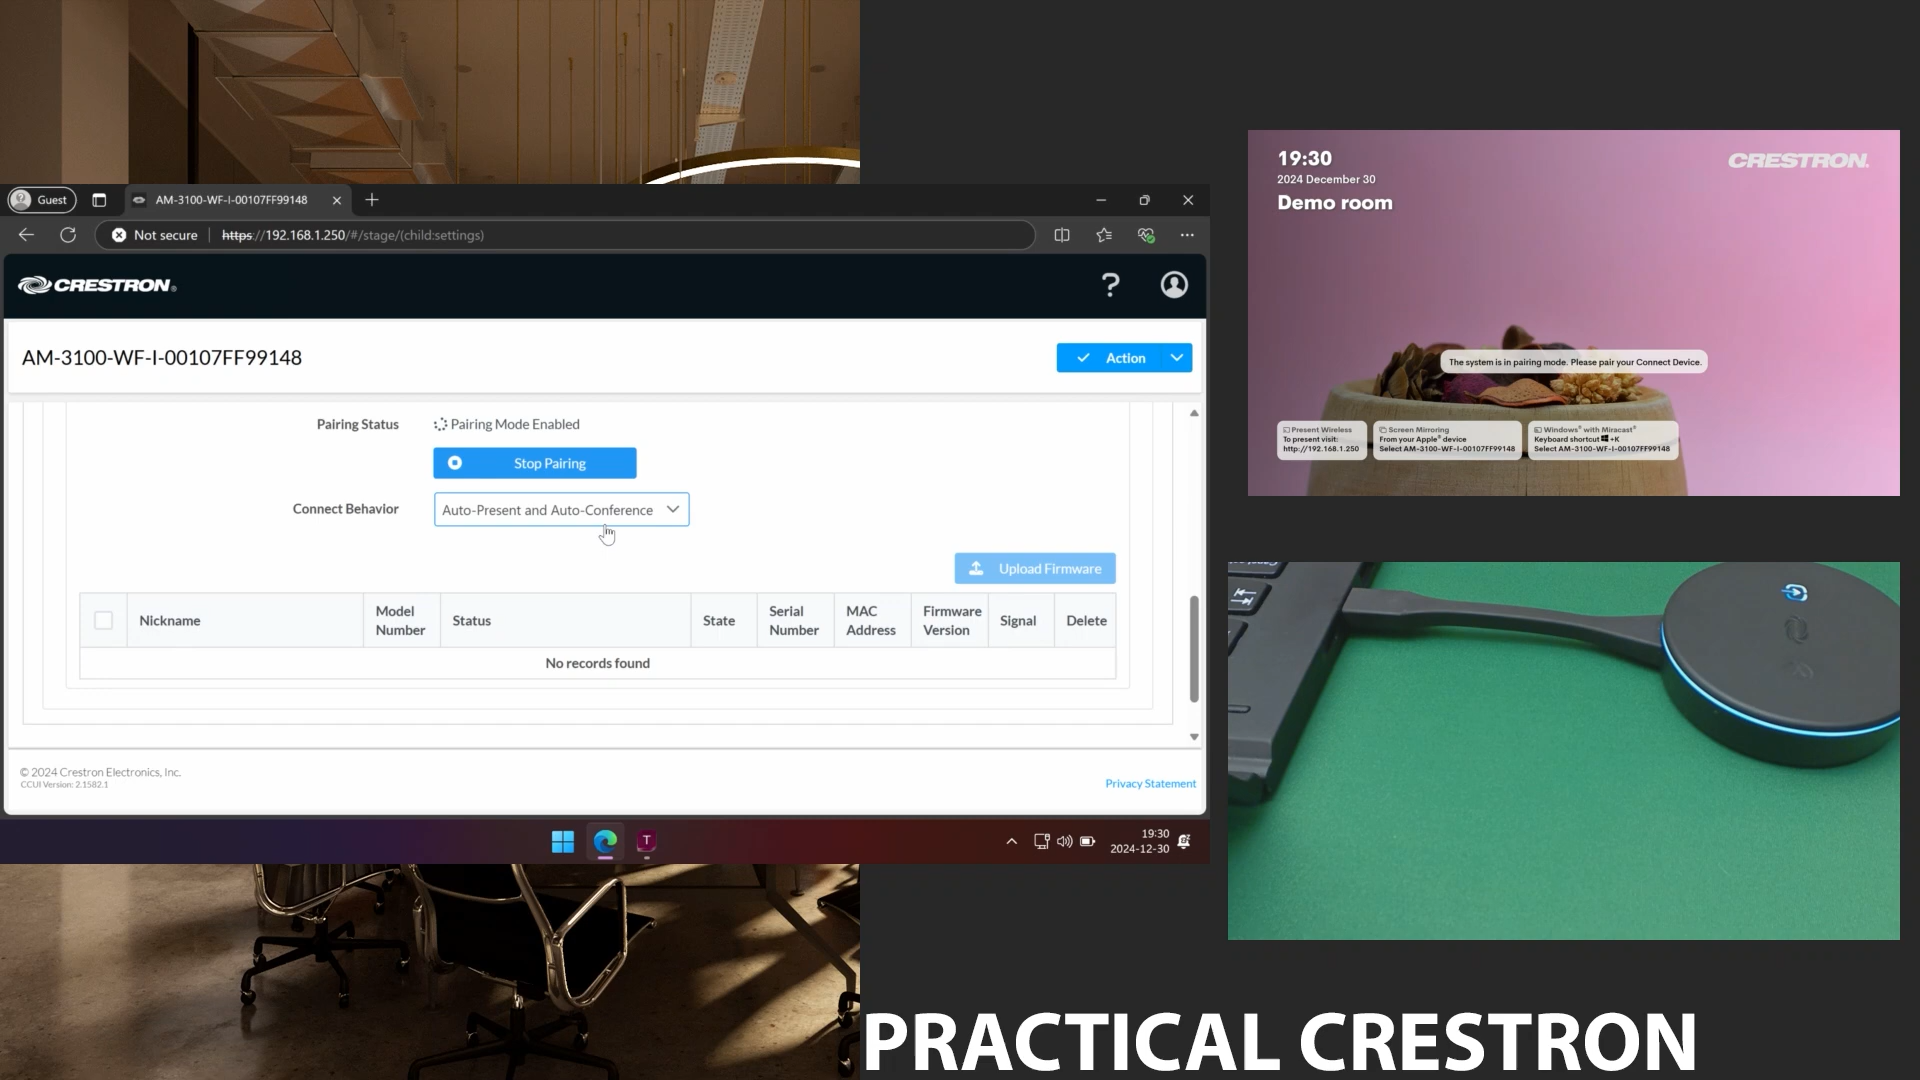 Guest
AM-3100-WF-I-00107FF99148
Not secure
https://192.168.1.250/#/stage/(child:settings)
CRESTRON®
?
AM-3100-WF-I-00107FF99148
Action
Pairing Status
Pairing Mode Enabled
Stop Pairing
Connect Behavior
Auto-Present and Auto-Conference
Upload Firmware
Nickname
Model
Number
Status
State
Serial
Number
MAC
Address
Firmware
Version
Signal
Delete
No records found
© 2024 Crestron Electronics, Inc.
CCUI Version: 2.1582.1
Privacy Statement
T
19:30
2024-12-30
19:30
2024 December 30
Demo room
CRESTRON.
The system is in pairing mode. Please pair your Connect Device.
Present Wireless
To present visit:
http://192.168.1.250
Screen Mirroring
From your Apple® device
Select AM-3100-WF-I-00107FF99148
Windows® with Miracast®
Keyboard shortcut +K
Select AM-3100-WF-I-00107FF99148
PRACTICAL CRESTRON